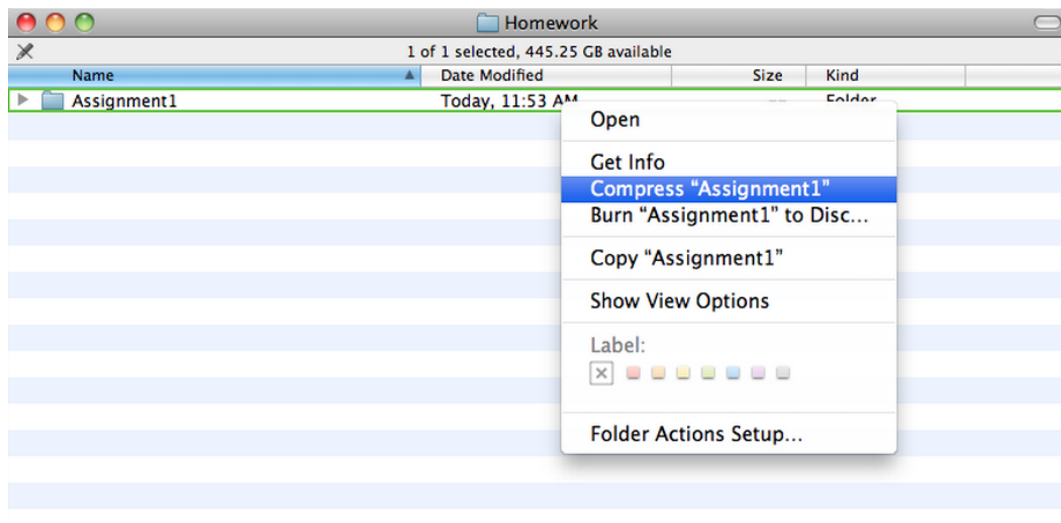 Homework
1 of 1 selected, 445.25 GB available
Name Date Modified Size Kind
Assignment1 Today, 11:53 AM -- Folder
Open
Get Info
Compress “Assignment1”
Burn “Assignment1” to Disc...
Copy “Assignment1”
Show View Options
Label:
Folder Actions Setup...